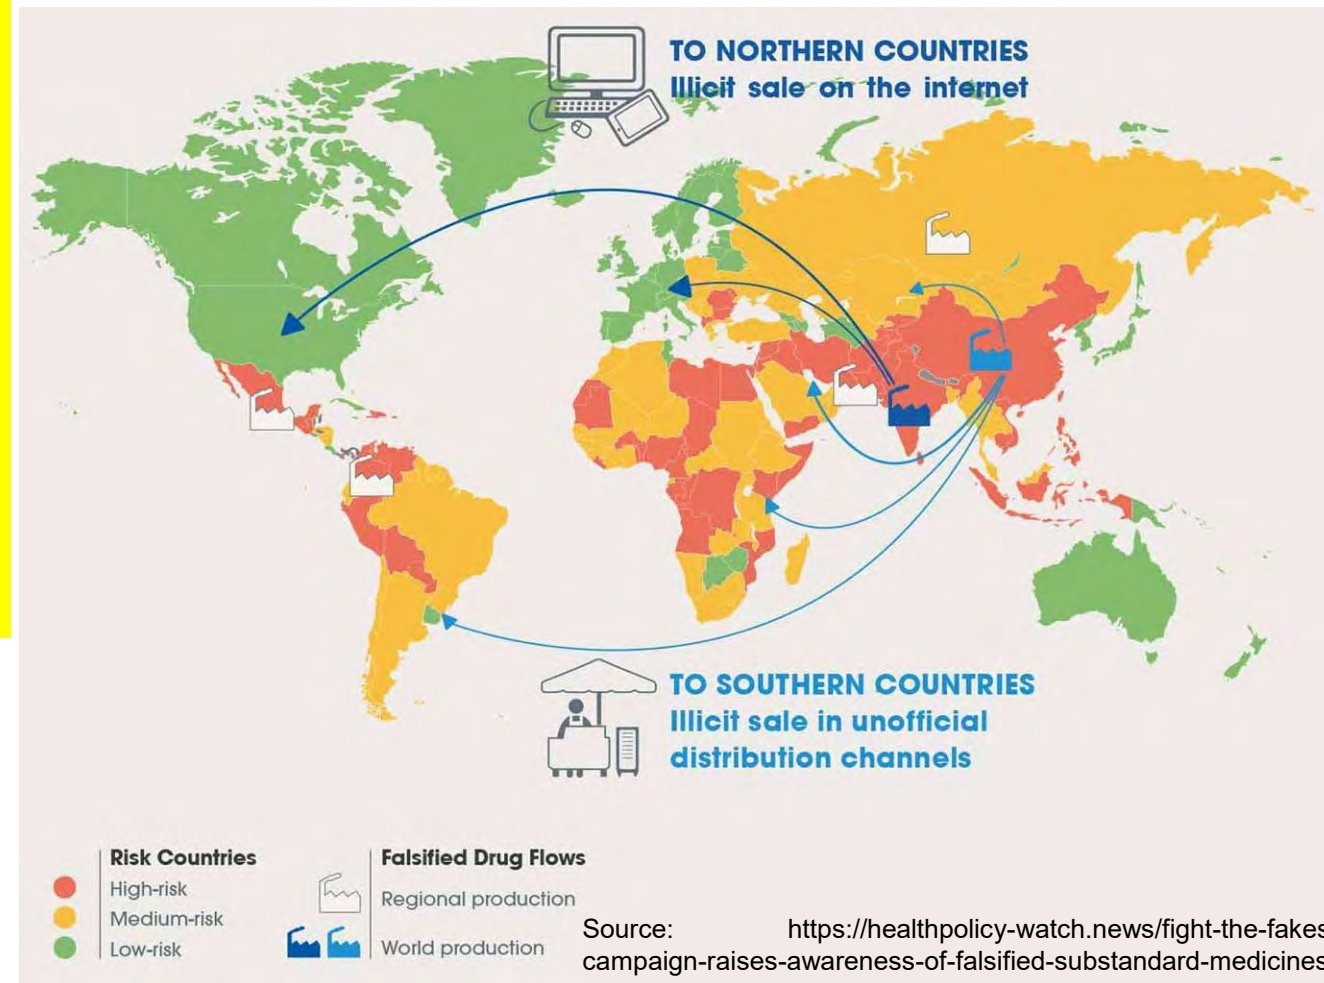 TO NORTHERN COUNTRIES
Illicit sale on the internet
TO SOUTHERN COUNTRIES
Illicit sale in unofficial
distribution channels
Risk Countries
High-risk
Medium-risk
Low-risk
Falsified Drug Flows
Regional production
World production
Source: https://healthpolicy-watch.news/fight-the-fakes
campaign-raises-awareness-of-falsified-substandard-medicines